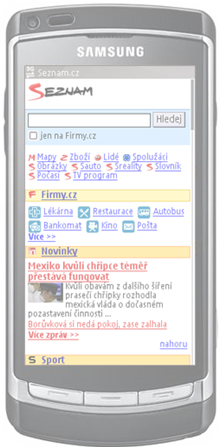 SAMSUNG
Seznam.cz
SEZNAM
Hledej
jen na Firmy.cz
Mapy Zboží Lidé Spolužáci
Obrázky Sauto Sreality Slovník
Počasí TV program
Firmy.cz
Lékárna Restaurace Autobus
Bankomat Kino Pošta
Více >>
Novinky
Mexiko kvůli chřipce téměř
přestává fungovat
Kvůli obavám z dalšího šíření
prasečí chřipky rozhodla
mexická vláda o dočasném
pozastavení činnosti ...
Borůvková si nedá pokoj, zase zalhala
Více zpráv >>
nahoru
Sport